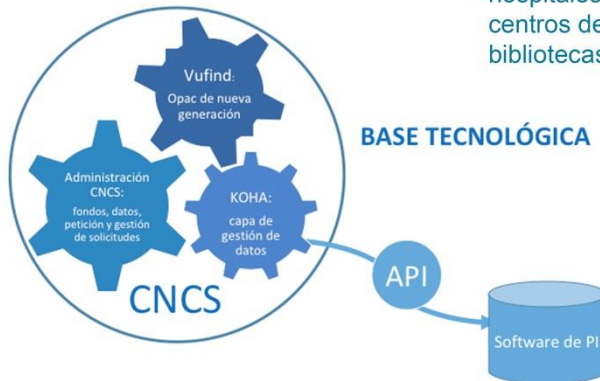 centros de
bibliotecas
Vufind:
Opac de nueva
generación
BASE TECNOLÓGICA
Administración
CNCS:
fondos, datos,
petición y gestión
de solicitudes
KOHA:
capa de
gestión de
datos
CNCS
API
Software de PI